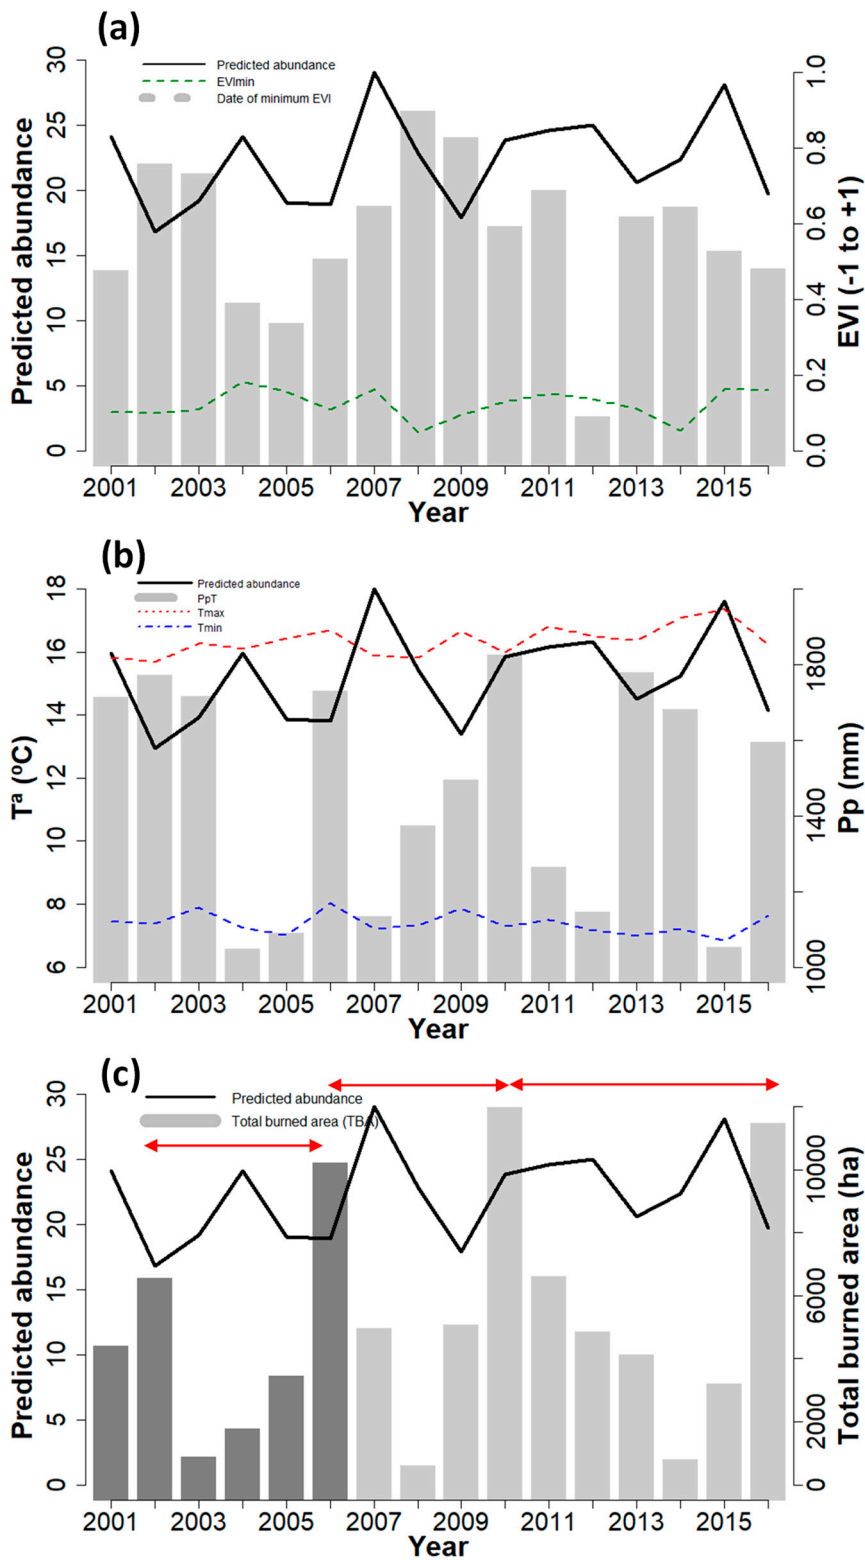 (a)
Predicted abundance
EVImin
Date of minimum EVI
30
25
20
15
10
5
0
Predicted abundance
1.0
0.8
0.6
0.4
0.2
0.0
EVI (-1 to +1)
2001 2003 2005 2007 2009 2011 2013 2015
Year
(b)
Predicted abundance
PpT
Tmax
Tmin
18
16
14
12
10
8
6
Tª (ºC)
1800
1400
1000
Pp (mm)
2001 2003 2005 2007 2009 2011 2013 2015
Year
(c)
Predicted abundance
Total burned area (TBA)
30
25
20
15
10
5
0
Predicted abundance
10000
6000
2000
0
Total burned area (ha)
2001 2003 2005 2007 2009 2011 2013 2015
Year